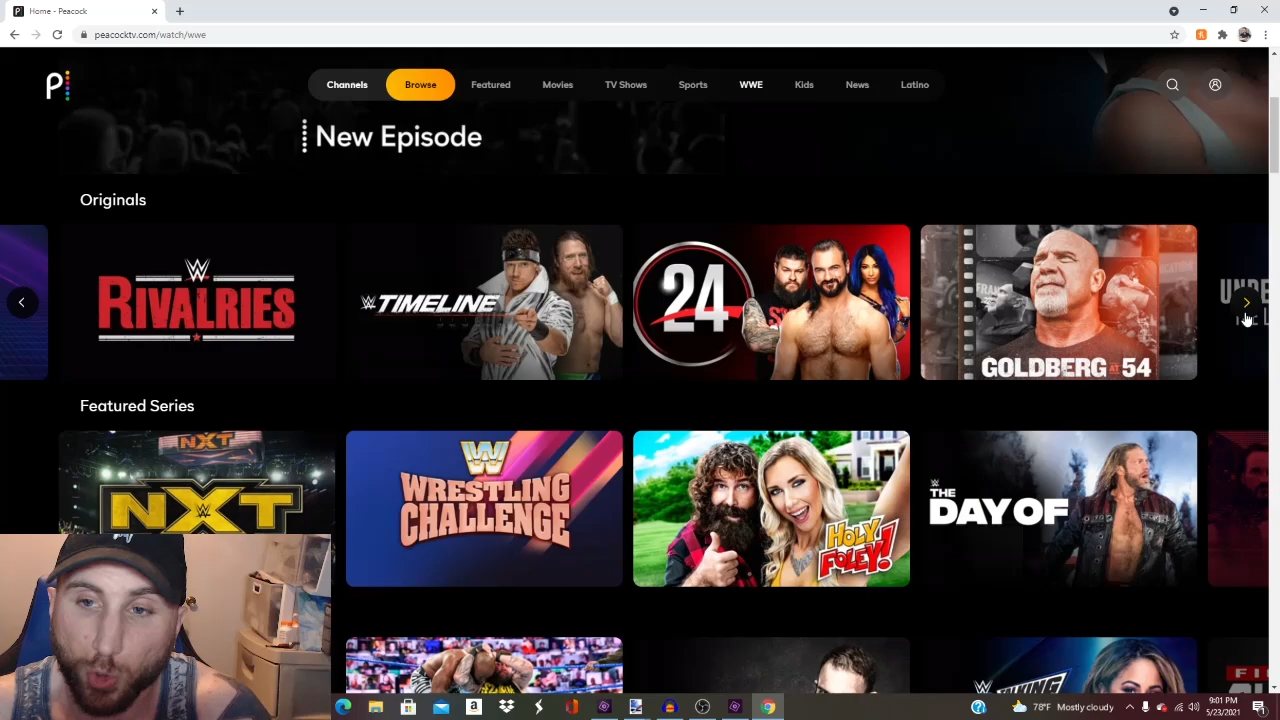 Home - Peacock
peacocktv.com/watch/wwe
P
Channels Browse Featured Movies TV Shows Sports WWE Kids News Latino
New Episode
Originals
RIVALRIES
TIMELINE
24
GOLDBERG AT 54
Featured Series
NXT
NXT
WRESTLING
CHALLENGE
HOLY
FOLEY!
THE
DAY OF
78°F Mostly cloudy
9:01 PM
5/23/2021